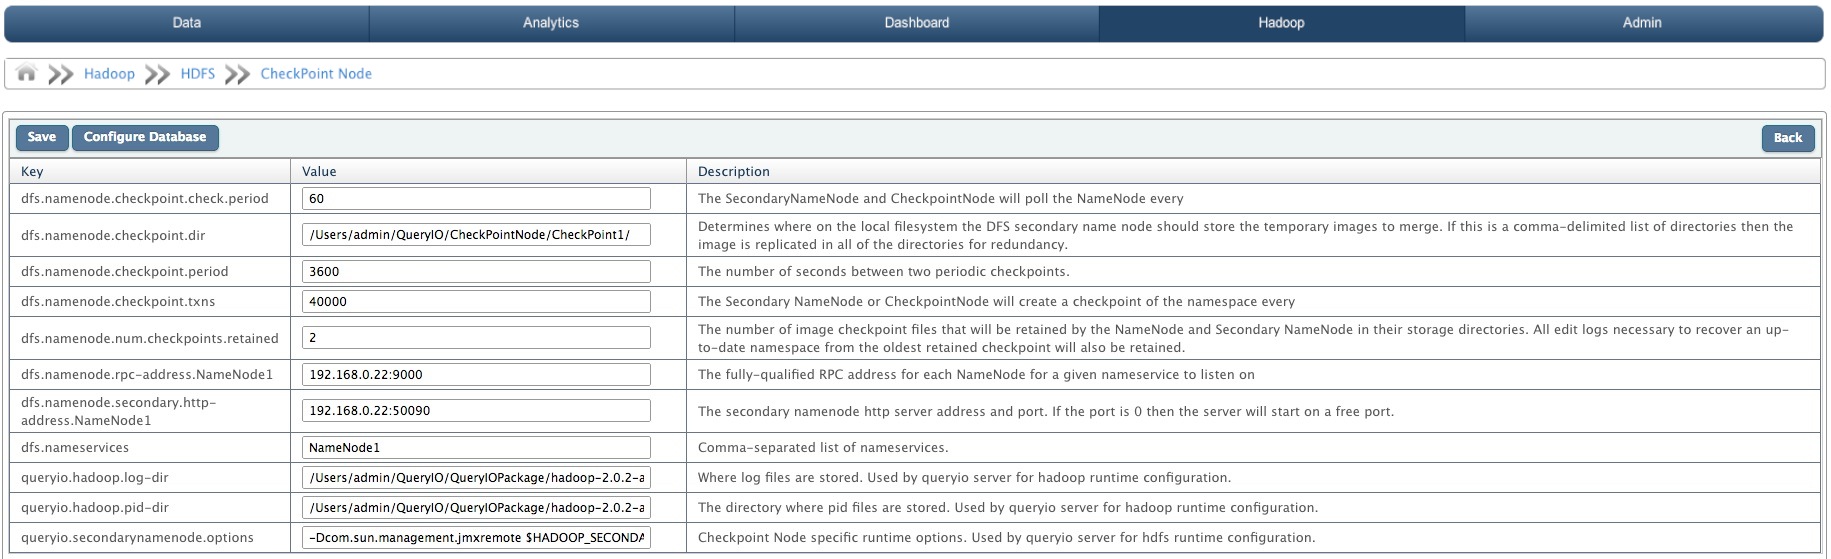 Data Analytics Dashboard Hadoop Admin
Hadoop HDFS CheckPoint Node
Save Configure Database Back
Key Value Description
dfs.namenode.checkpoint.check.period 60 The SecondaryNameNode and CheckpointNode will poll the NameNode every
dfs.namenode.checkpoint.dir /Users/admin/QueryIO/CheckPointNode/CheckPoint1/ Determines where on the local filesystem the DFS secondary name node should store the temporary images to merge. If this is a comma-delimited list of directories then the
image is replicated in all of the directories for redundancy.
dfs.namenode.checkpoint.period 3600 The number of seconds between two periodic checkpoints.
dfs.namenode.checkpoint.txns 40000 The Secondary NameNode or CheckpointNode will create a checkpoint of the namespace every
dfs.namenode.num.checkpoints.retained 2 The number of image checkpoint files that will be retained by the NameNode and Secondary NameNode in their storage directories. All edit logs necessary to recover an up-
to-date namespace from the oldest retained checkpoint will also be retained.
dfs.namenode.rpc-address.NameNode1 192.168.0.22:9000 The fully-qualified RPC address for each NameNode for a given nameservice to listen on
dfs.namenode.secondary.http-
address.NameNode1 192.168.0.22:50090 The secondary namenode http server address and port. If the port is 0 then the server will start on a free port.
dfs.nameservices NameNode1 Comma-separated list of nameservices.
queryio.hadoop.log-dir /Users/admin/QueryIO/QueryIOPackage/hadoop-2.0.2-a Where log files are stored. Used by queryio server for hadoop runtime configuration.
queryio.hadoop.pid-dir /Users/admin/QueryIO/QueryIOPackage/hadoop-2.0.2-a The directory where pid files are stored. Used by queryio server for hadoop runtime configuration.
queryio.secondarynamenode.options -Dcom.sun.management.jmxremote $HADOOP_SECONDA Checkpoint Node specific runtime options. Used by queryio server for hdfs runtime configuration.